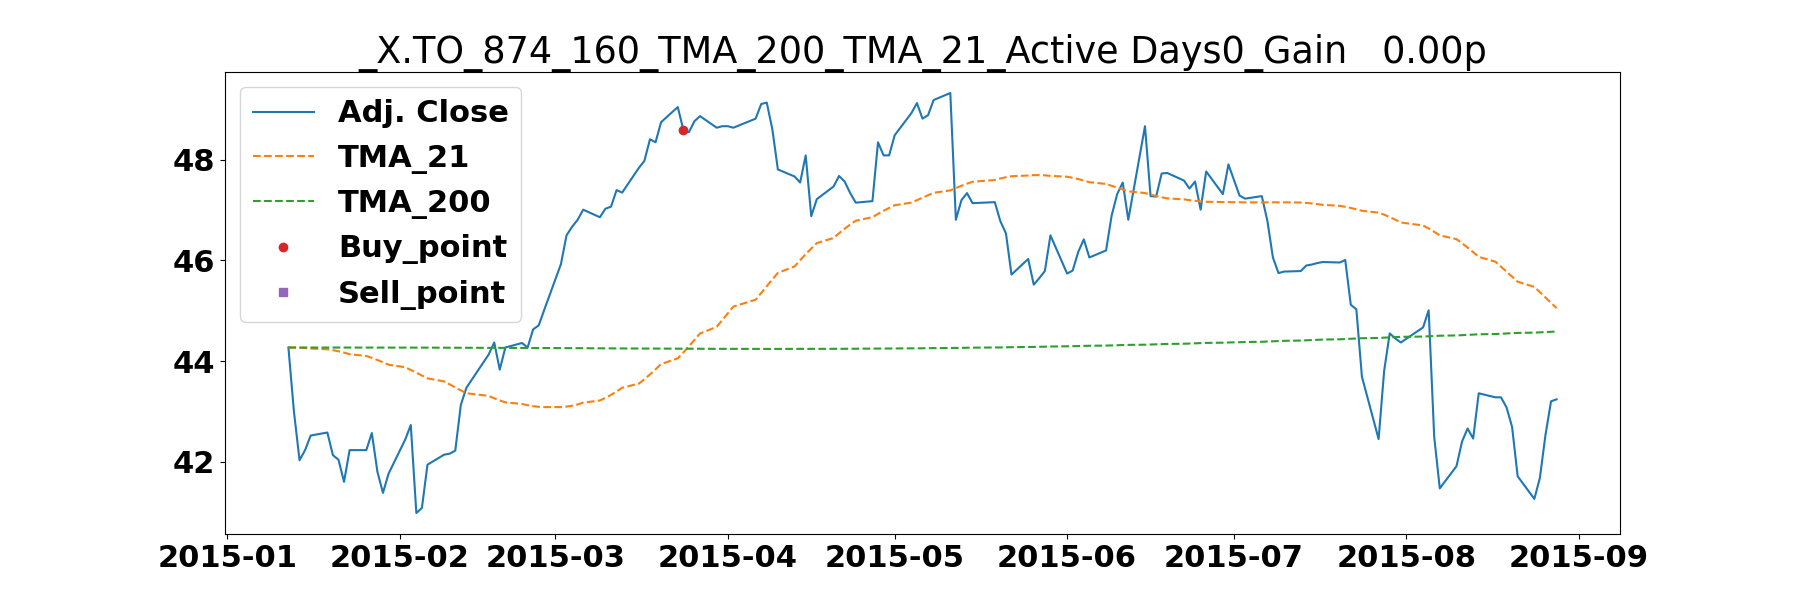 _X.TO_874_160_TMA_200_TMA_21_Active Days0_Gain   0.00p
Adj. Close
TMA_21
TMA_200
Buy_point
Sell_point
48
46
44
42
2015-01 2015-02 2015-03 2015-04 2015-05 2015-06 2015-07 2015-08 2015-09